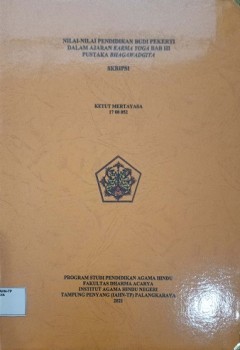 NILAI-NILAI PENDIDIKAN BUDI PEKERTI
DALAM AJARAN KARMA YOGA BAB III
PUSTAKA BHAGAWADGITA
SKRIPSI
KETUT MERTAYASA
PROGRAM STUDI PENDIDIKAN AGAMA HINDU
FAKULTAS DHARMA ACARYA
INSTITUT AGAMA HINDU NEGERI
TAMPUNG PENYANG (IAHN-TP) PALANGKARAYA
2021